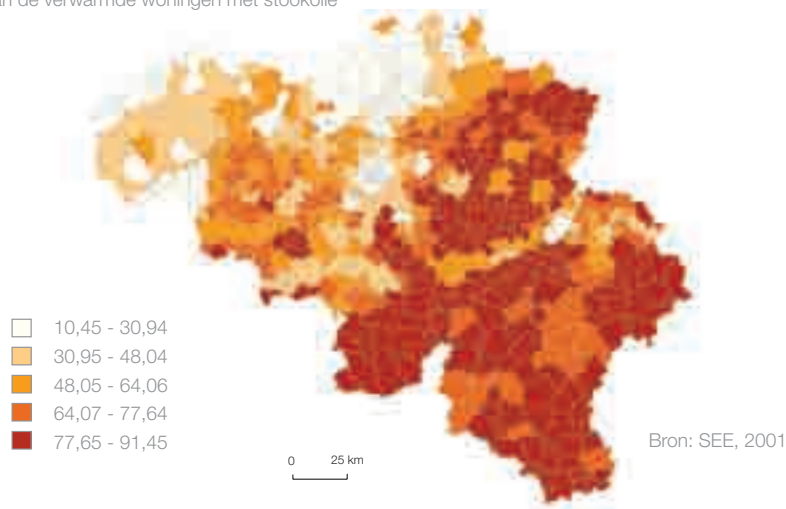 de verwarmde woningen met stookolie
10,45 - 30,94
30,95 - 48,04
48,05 - 64,06
64,07 - 77,64
77,65 - 91,45
0 25 km
Bron: SEE, 2001